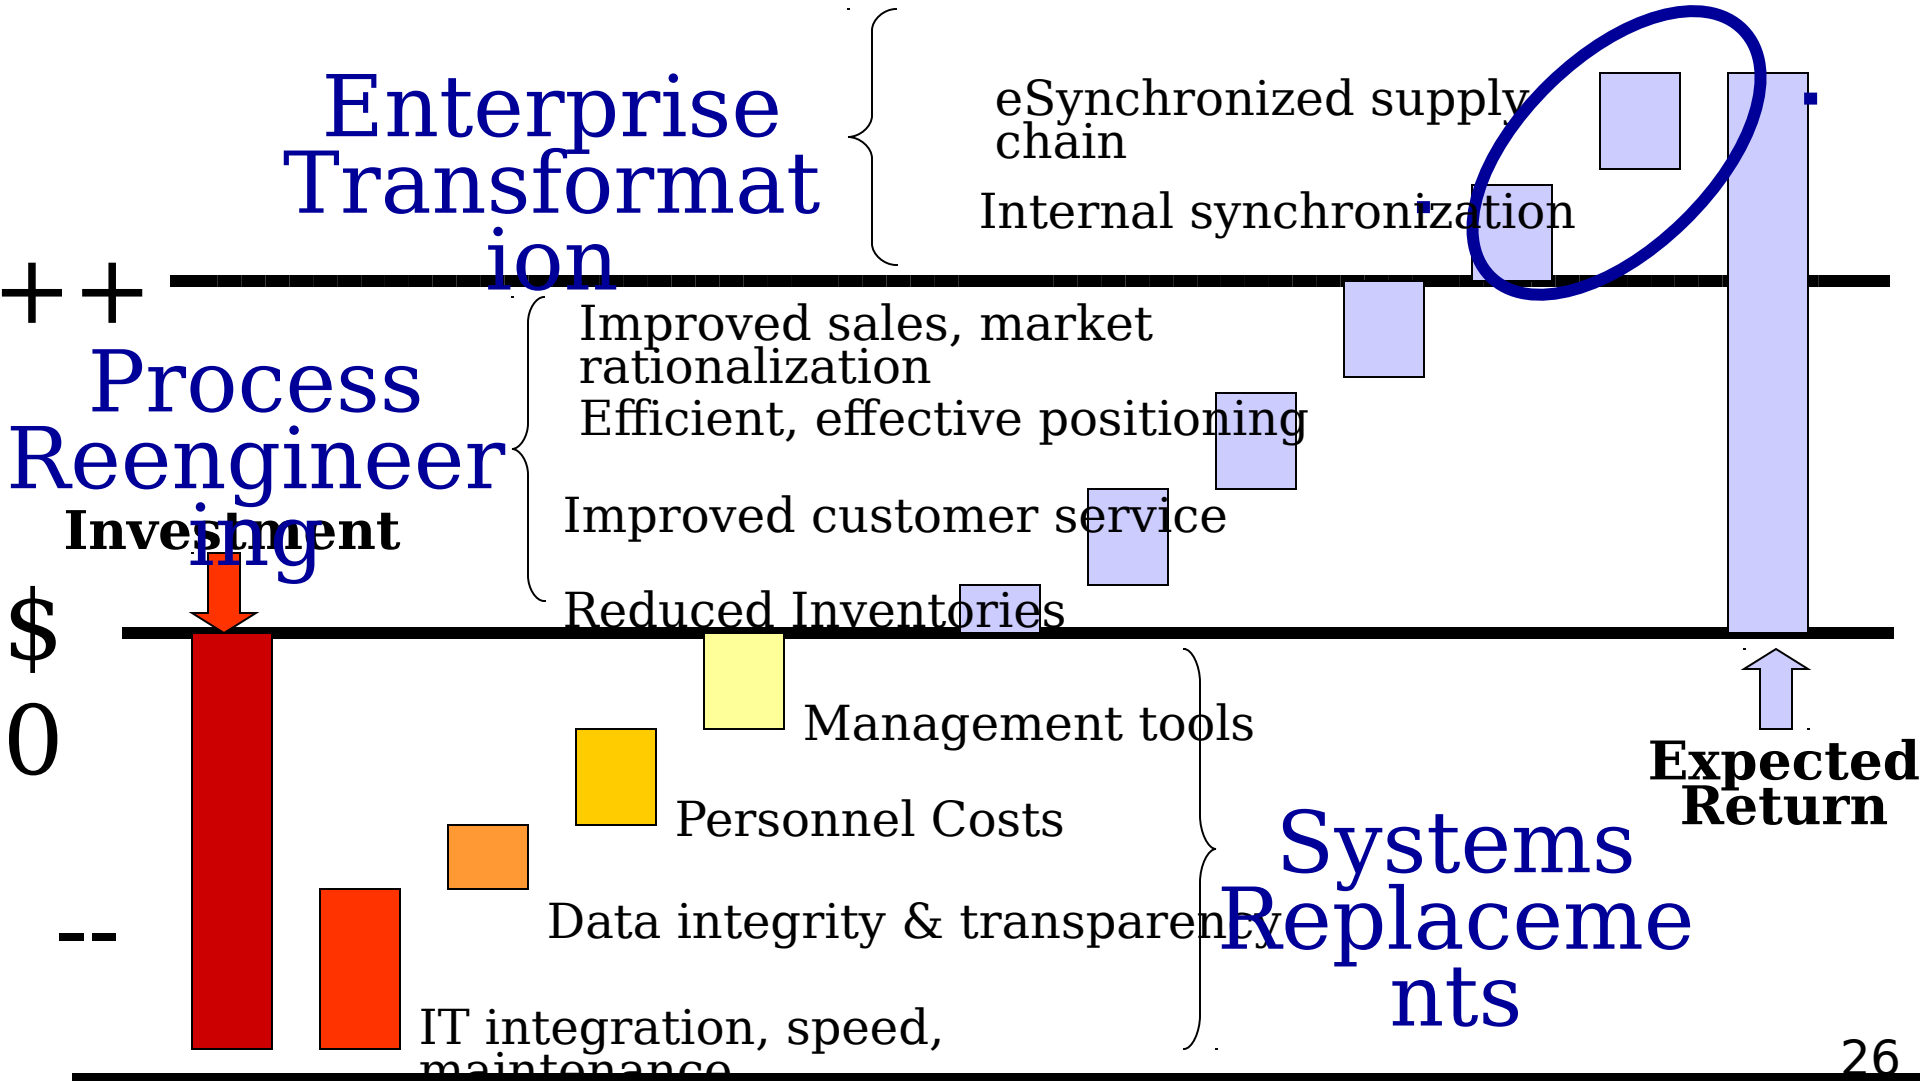 Enterprise
Transformat
ion
eSynchronized supply
chain
Internal synchronization
++
Improved sales, market
rationalization
Efficient, effective positioning
Process
Reengineer
ing
Improved customer service
Investment
Reduced Inventories
$
0
Management tools
Expected
Return
Personnel Costs
Systems
Replaceme
nts
Data integrity & transparency
--
IT integration, speed,
maintenance
26